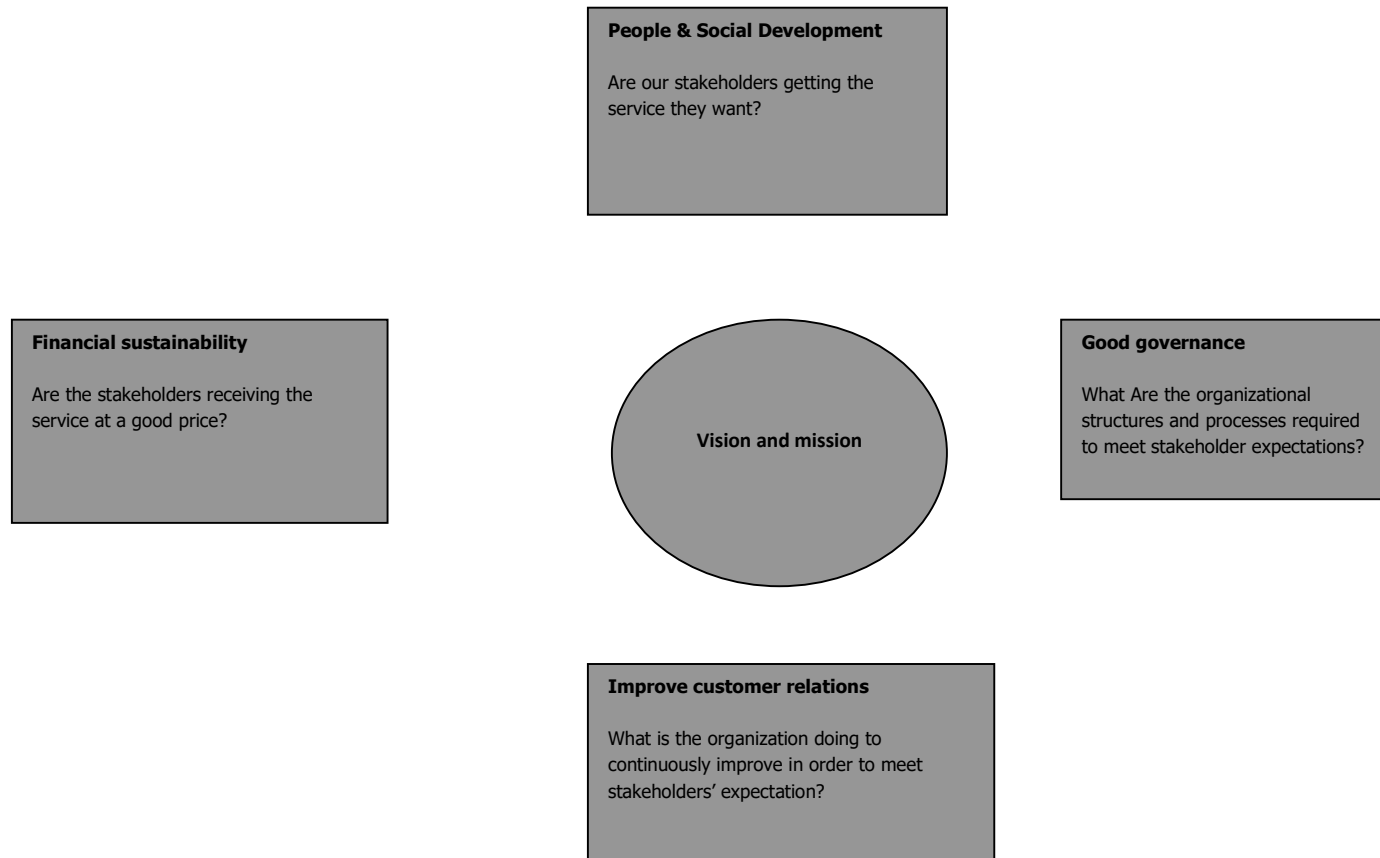 People & Social Development
Are our stakeholders getting the
service they want?
Financial sustainability
Are the stakeholders receiving the
service at a good price?
Vision and mission
Good governance
What Are the organizational
structures and processes required
to meet stakeholder expectations?
Improve customer relations
What is the organization doing to
continuously improve in order to meet
stakeholders’ expectation?